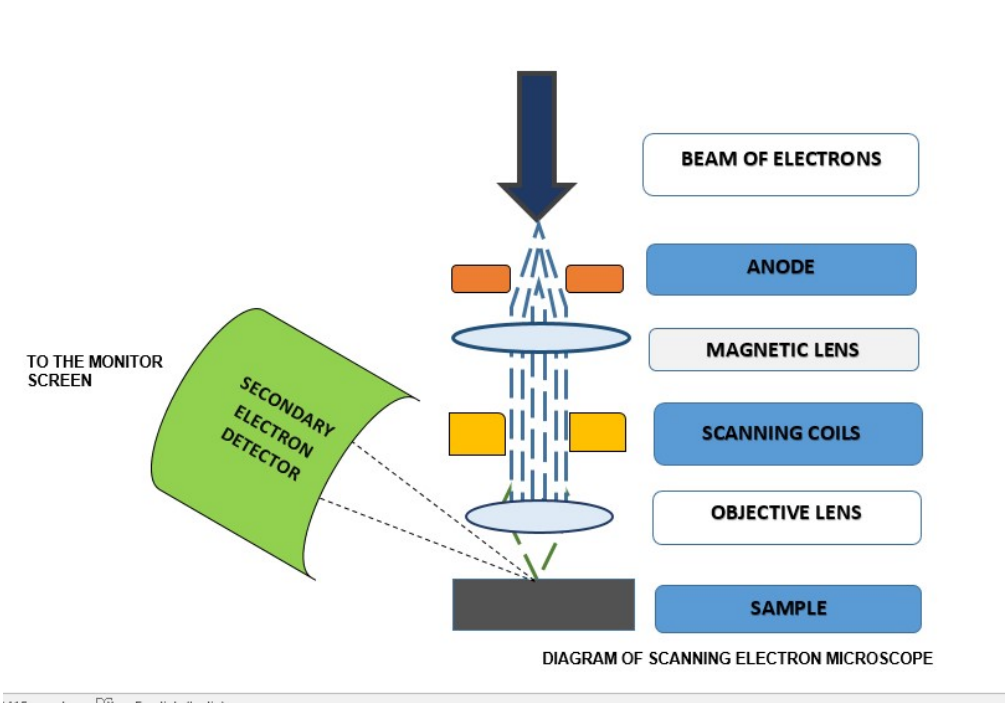 BEAM OF ELECTRONS
ANODE
TO THE MONITOR
SCREEN
MAGNETIC LENS
SECONDARY
ELECTRON
DETECTOR
SCANNING COILS
OBJECTIVE LENS
SAMPLE
DIAGRAM OF SCANNING ELECTRON MICROSCOPE